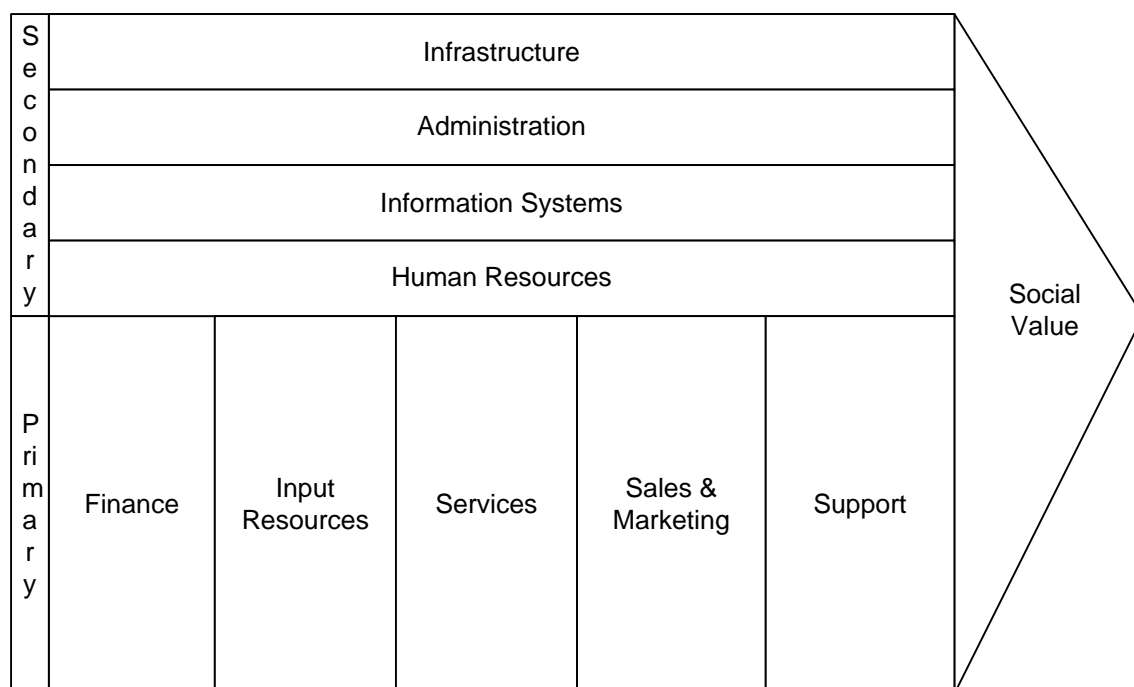 Secondary
Infrastructure
Administration
Information Systems
Human Resources
Social
Value
Primary
Finance
Input
Resources
Services
Sales &
Marketing
Support